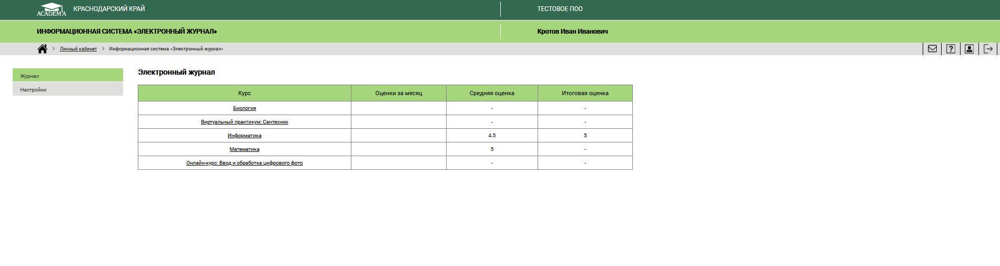 ACADEMIA КРАСНОДАРСКИЙ КРАЙ ТЕСТОВОЕ ПОО
ИНФОРМАЦИОННАЯ СИСТЕМА «ЭЛЕКТРОННЫЙ ЖУРНАЛ» Кротов Иван Иванович
> Личный кабинет > Информационная система «Электронный журнал» ?
Журнал
Настройки
Электронный журнал
Курс Оценки за месяц Средняя оценка Итоговая оценка
Биология - -
Виртуальный практикум: Сантехник - -
Информатика 4.5 5
Математика 5 -
Онлайн-курс: Ввод и обработка цифрового фото - -